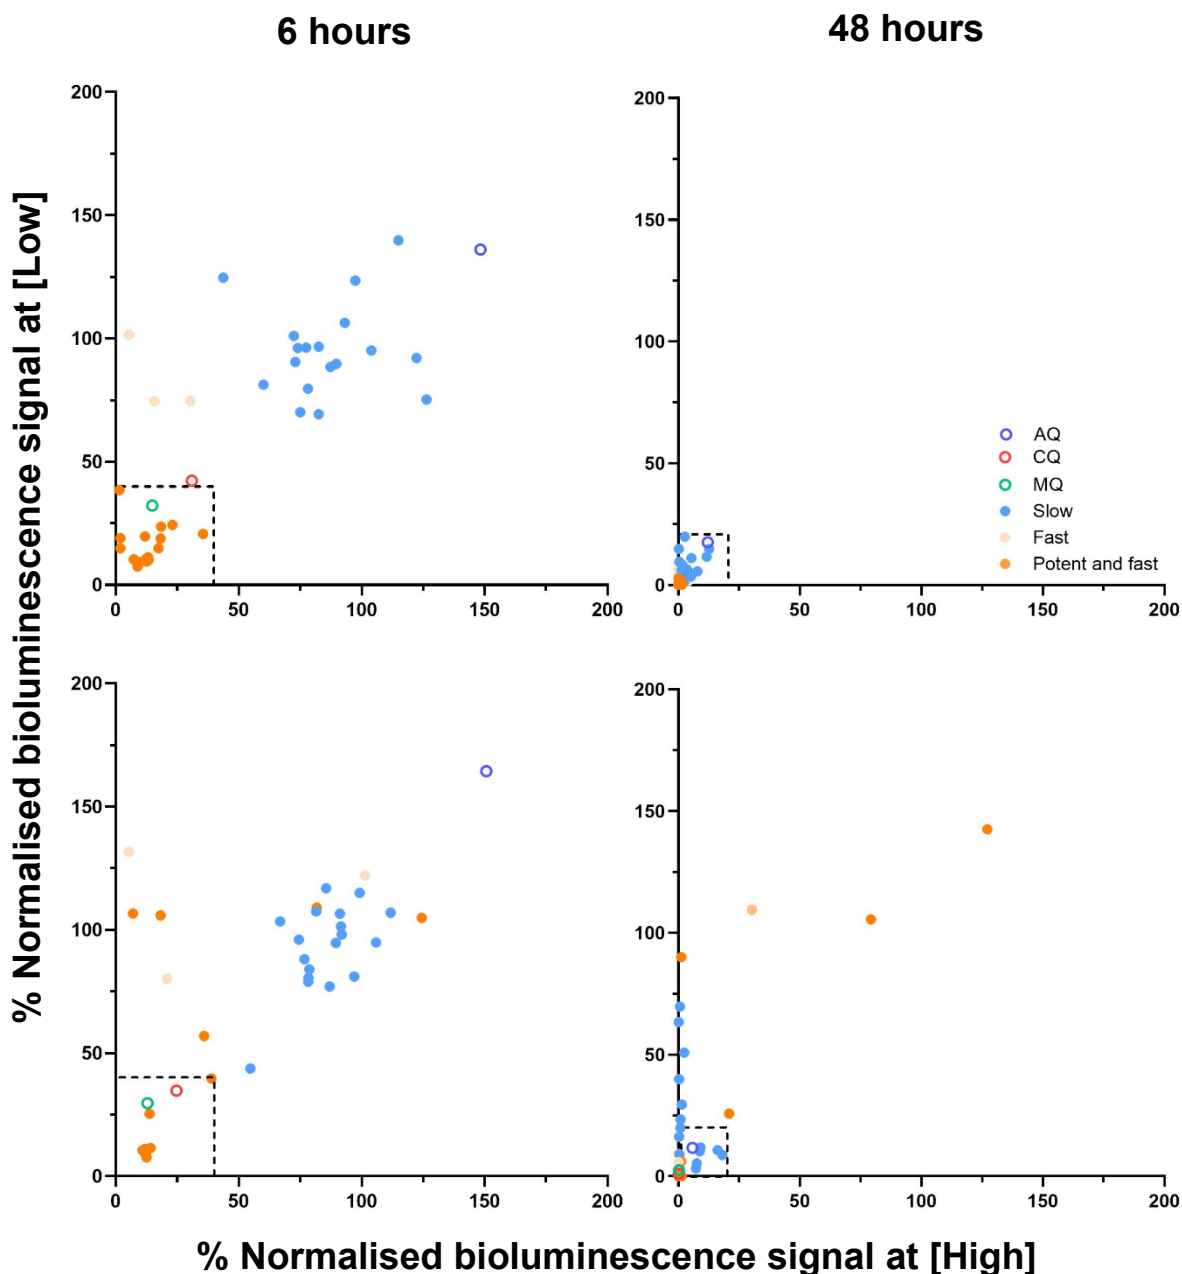 6 hours
48 hours
% Normalised bioluminescence signal at [Low]
200
150
100
50
0
0 50 100 150 200
200
150
100
50
0
0 50 100 150 200
AQ
CQ
MQ
Slow
Fast
Potent and fast
200
150
100
50
0
0 50 100 150 200
200
150
100
50
0
0 50 100 150 200
% Normalised bioluminescence signal at [High]